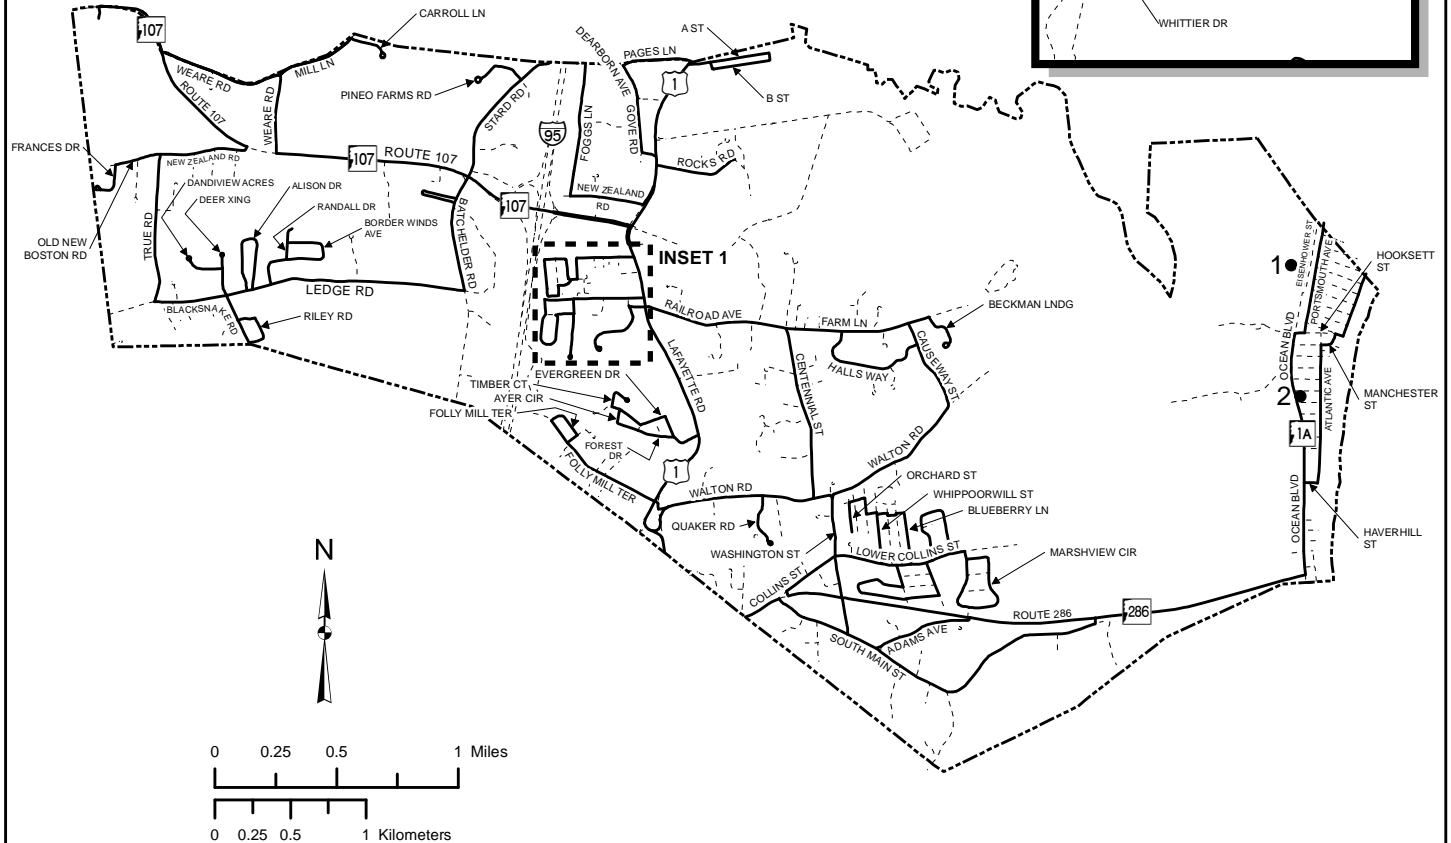 CARROLL LN
107
WEARE RD
MILL LN
ROUTE 107
WEARE RD
PINEO FARMS RD
STARD RD
DEARBORN AVE
PAGES LN
A ST
B ST
1
WHITTIER DR
GOVE RD
FOGGS LN
95
ROCKS RD
FRANCES DR
NEW ZEALAND RD
107
ROUTE 107
NEW ZEALAND
RD
107
DANDIVIEW ACRES
DEER XING
ALISON DR
RANDALL DR
BORDER WINDS
AVE
TRUE RD
OLD NEW
BOSTON RD
BATCHELDER RD
LEDGE RD
BLACKSNA
KE RD
RILEY RD
INSET 1
RAILROAD AVE
FARM LN
BECKMAN LNDG
HALLS WAY
CAUSEWAY ST
CENTENNIAL ST
LAFAYETTE RD
EVERGREEN DR
TIMBER CT
AYER CIR
FOLLY MILL TER
FOREST
DR
FOLLY MILL TER
1
WALTON RD
WALTON RD
QUAKER RD
WASHINGTON ST
ORCHARD ST
WHIPPOORWILL ST
BLUEBERRY LN
LOWER COLLINS ST
MARSHVIEW CIR
COLLINS ST
ROUTE 286
286
ADAMS AVE
SOUTH MAIN ST
1
EISENHOWER ST
PORTSMOUTH AVE
HOOKSETT
ST
OCEAN BLVD
2
ATLANTIC AVE
MANCHESTER
ST
1A
OCEAN BLVD
HAVERHILL
ST
N
0 0.25 0.5 1 Miles
0 0.25 0.5 1 Kilometers